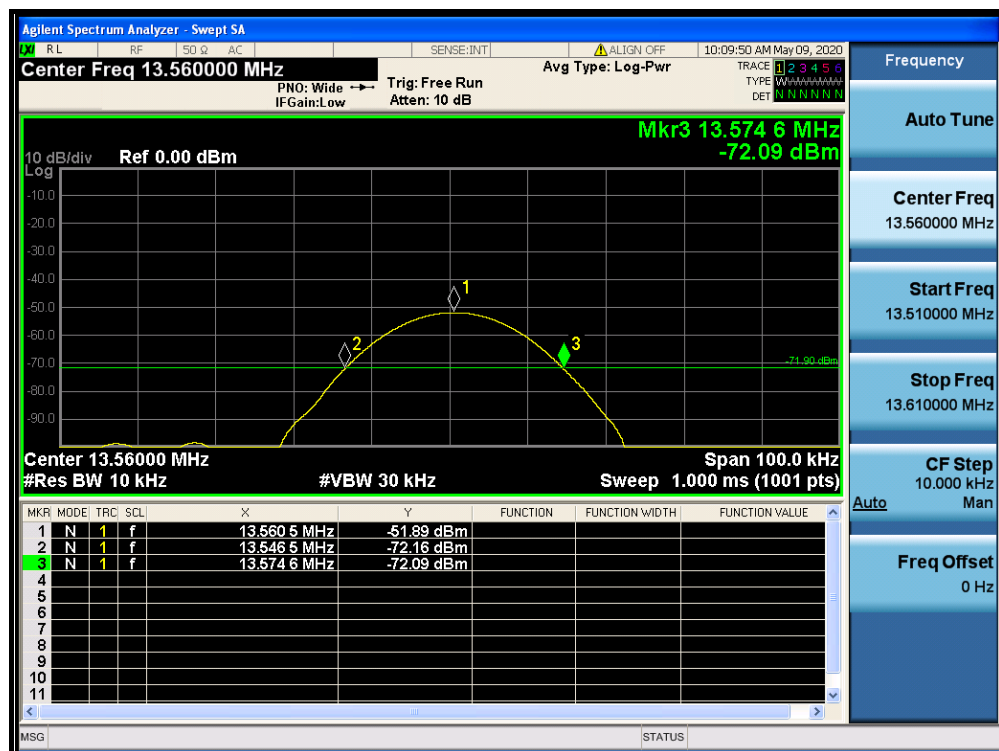 Agilent Spectrum Analyzer - Swept SA
LXI RL RF 50 Ω AC SENSE:INT ALIGN OFF 10:09:50 AM May 09, 2020
Center Freq 13.560000 MHz
PNO: Wide
IFGain:Low
Trig: Free Run
Atten: 10 dB
Avg Type: Log-Pwr
TRACE 1 2 3 4 5 6
TYPE
DET N N N N N N
Mkr3 13.574 6 MHz
-72.09 dBm
10 dB/div Ref 0.00 dBm
Log
-10.0
-20.0
-30.0
-40.0
-50.0
-60.0
-70.0
-80.0
-90.0
1
2
3
-71.90 dBm
Center 13.56000 MHz Span 100.0 kHz
#Res BW 10 kHz #VBW 30 kHz Sweep 1.000 ms (1001 pts)
MKR MODE TRC SCL X Y FUNCTION FUNCTION WIDTH FUNCTION VALUE
1 N 1 f 13.560 5 MHz -51.89 dBm
2 N 1 f 13.546 5 MHz -72.16 dBm
3 N 1 f 13.574 6 MHz -72.09 dBm
4
5
6
7
8
9
10
11
MSG STATUS
Frequency
Auto Tune
Center Freq
13.560000 MHz
Start Freq
13.510000 MHz
Stop Freq
13.610000 MHz
CF Step
10.000 kHz
Auto Man
Freq Offset
0 Hz